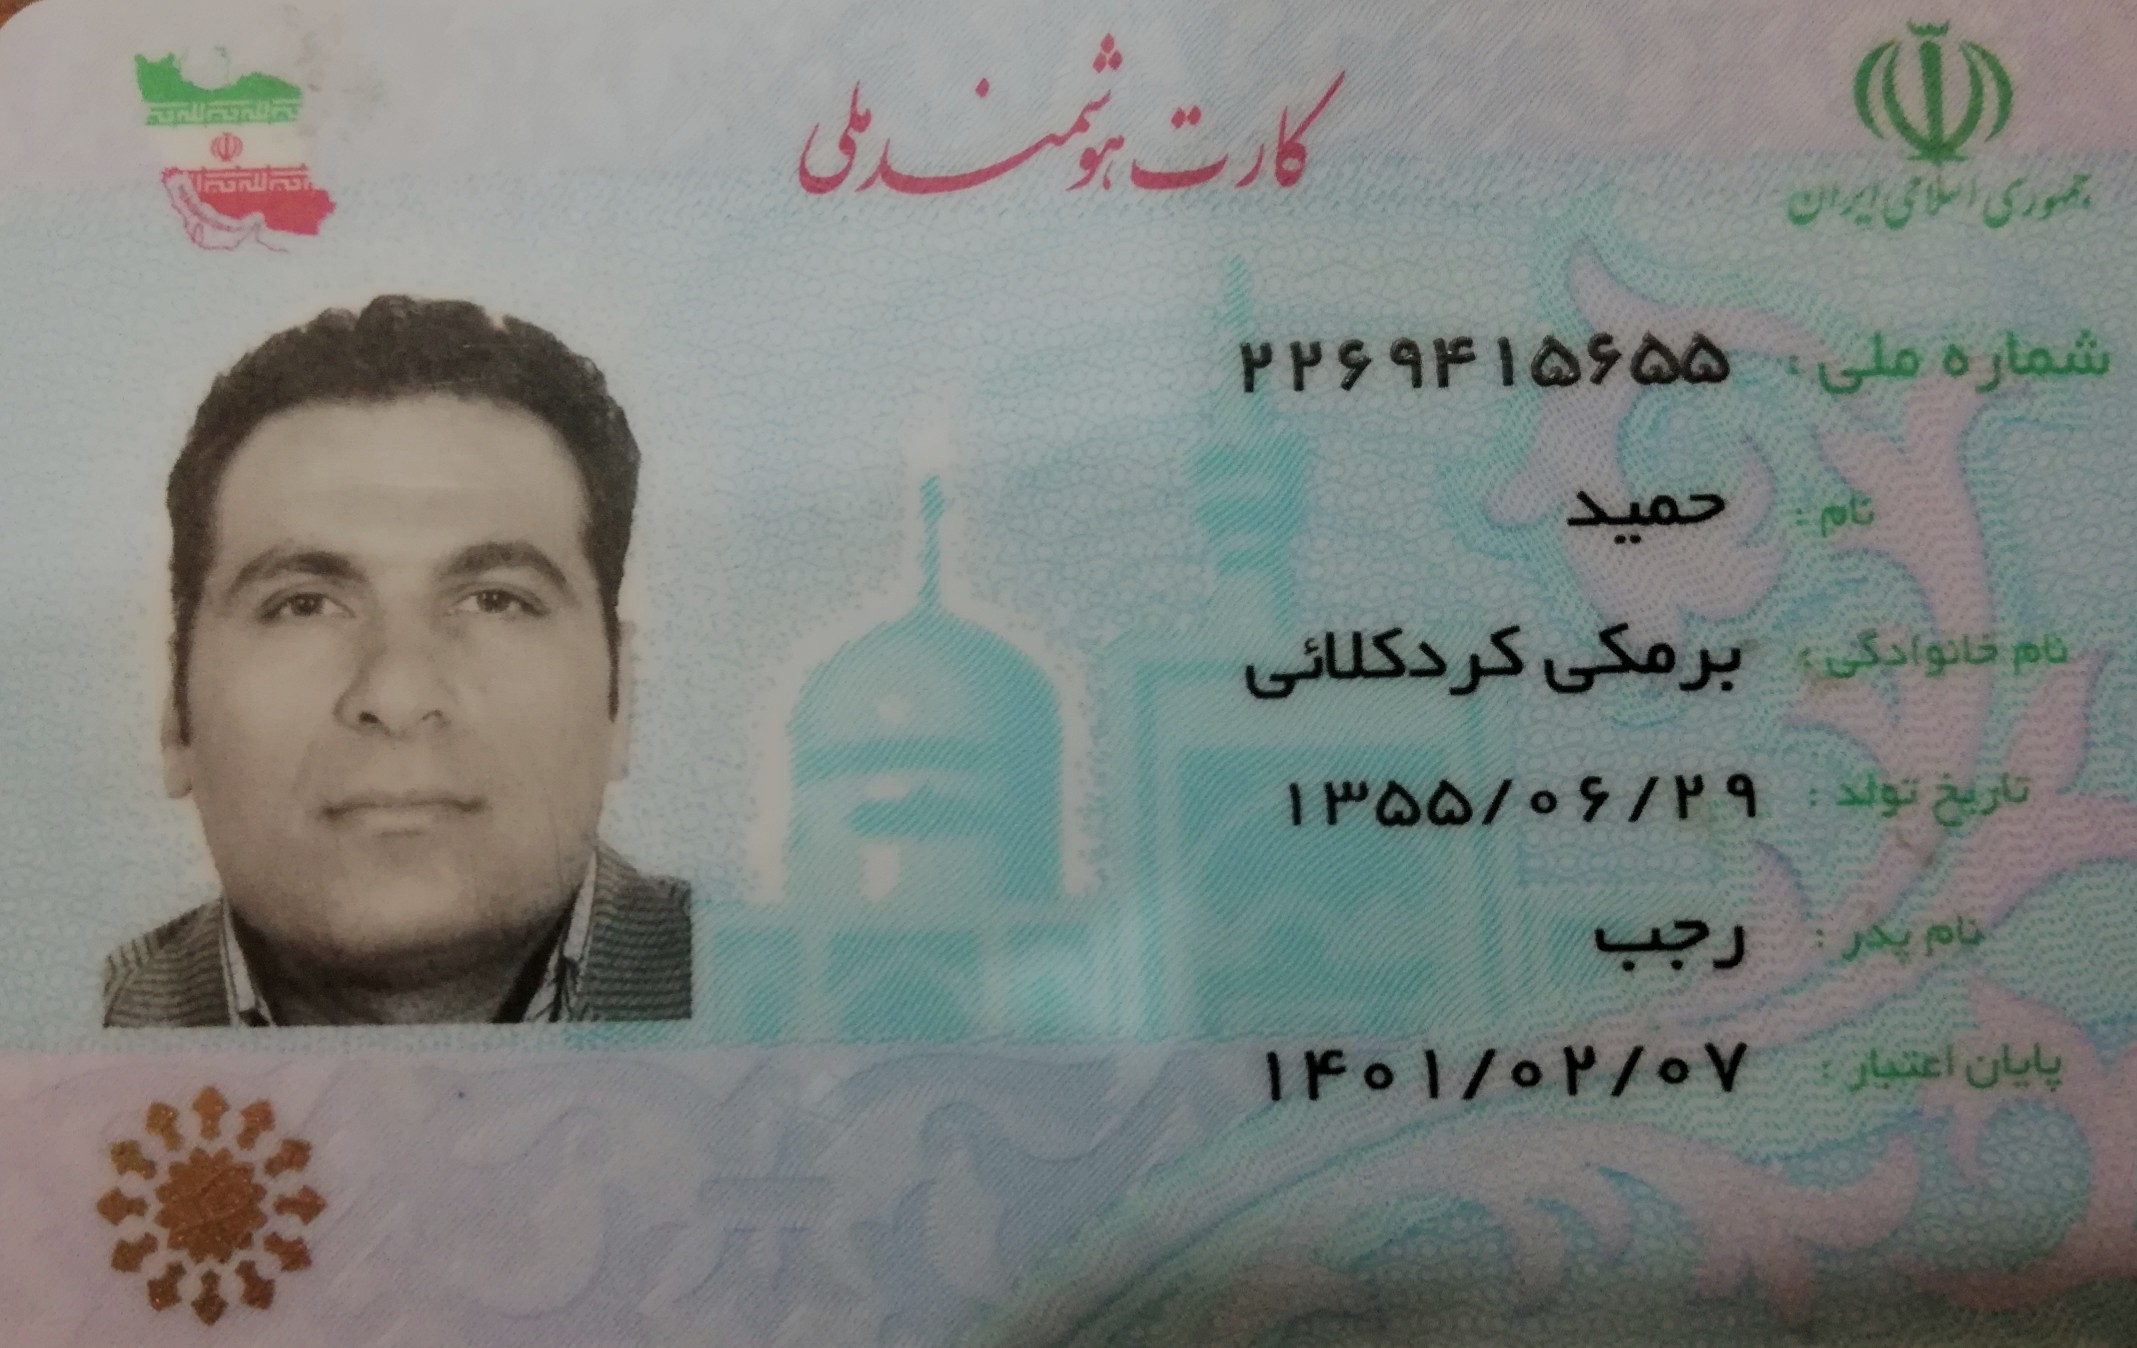 جمهوری اسلامی ایران
کارت هوشمند ملی
شماره ملی : ۲۲۶۹۴۱۵۶۵۵
نام : حمید
نام خانوادگی : برمکی کردکلائی
تاریخ تولد : ۱۳۵۵/۰۶/۲۹
نام پدر : رجب
پایان اعتبار : ۱۴۰۱/۰۲/۰۷